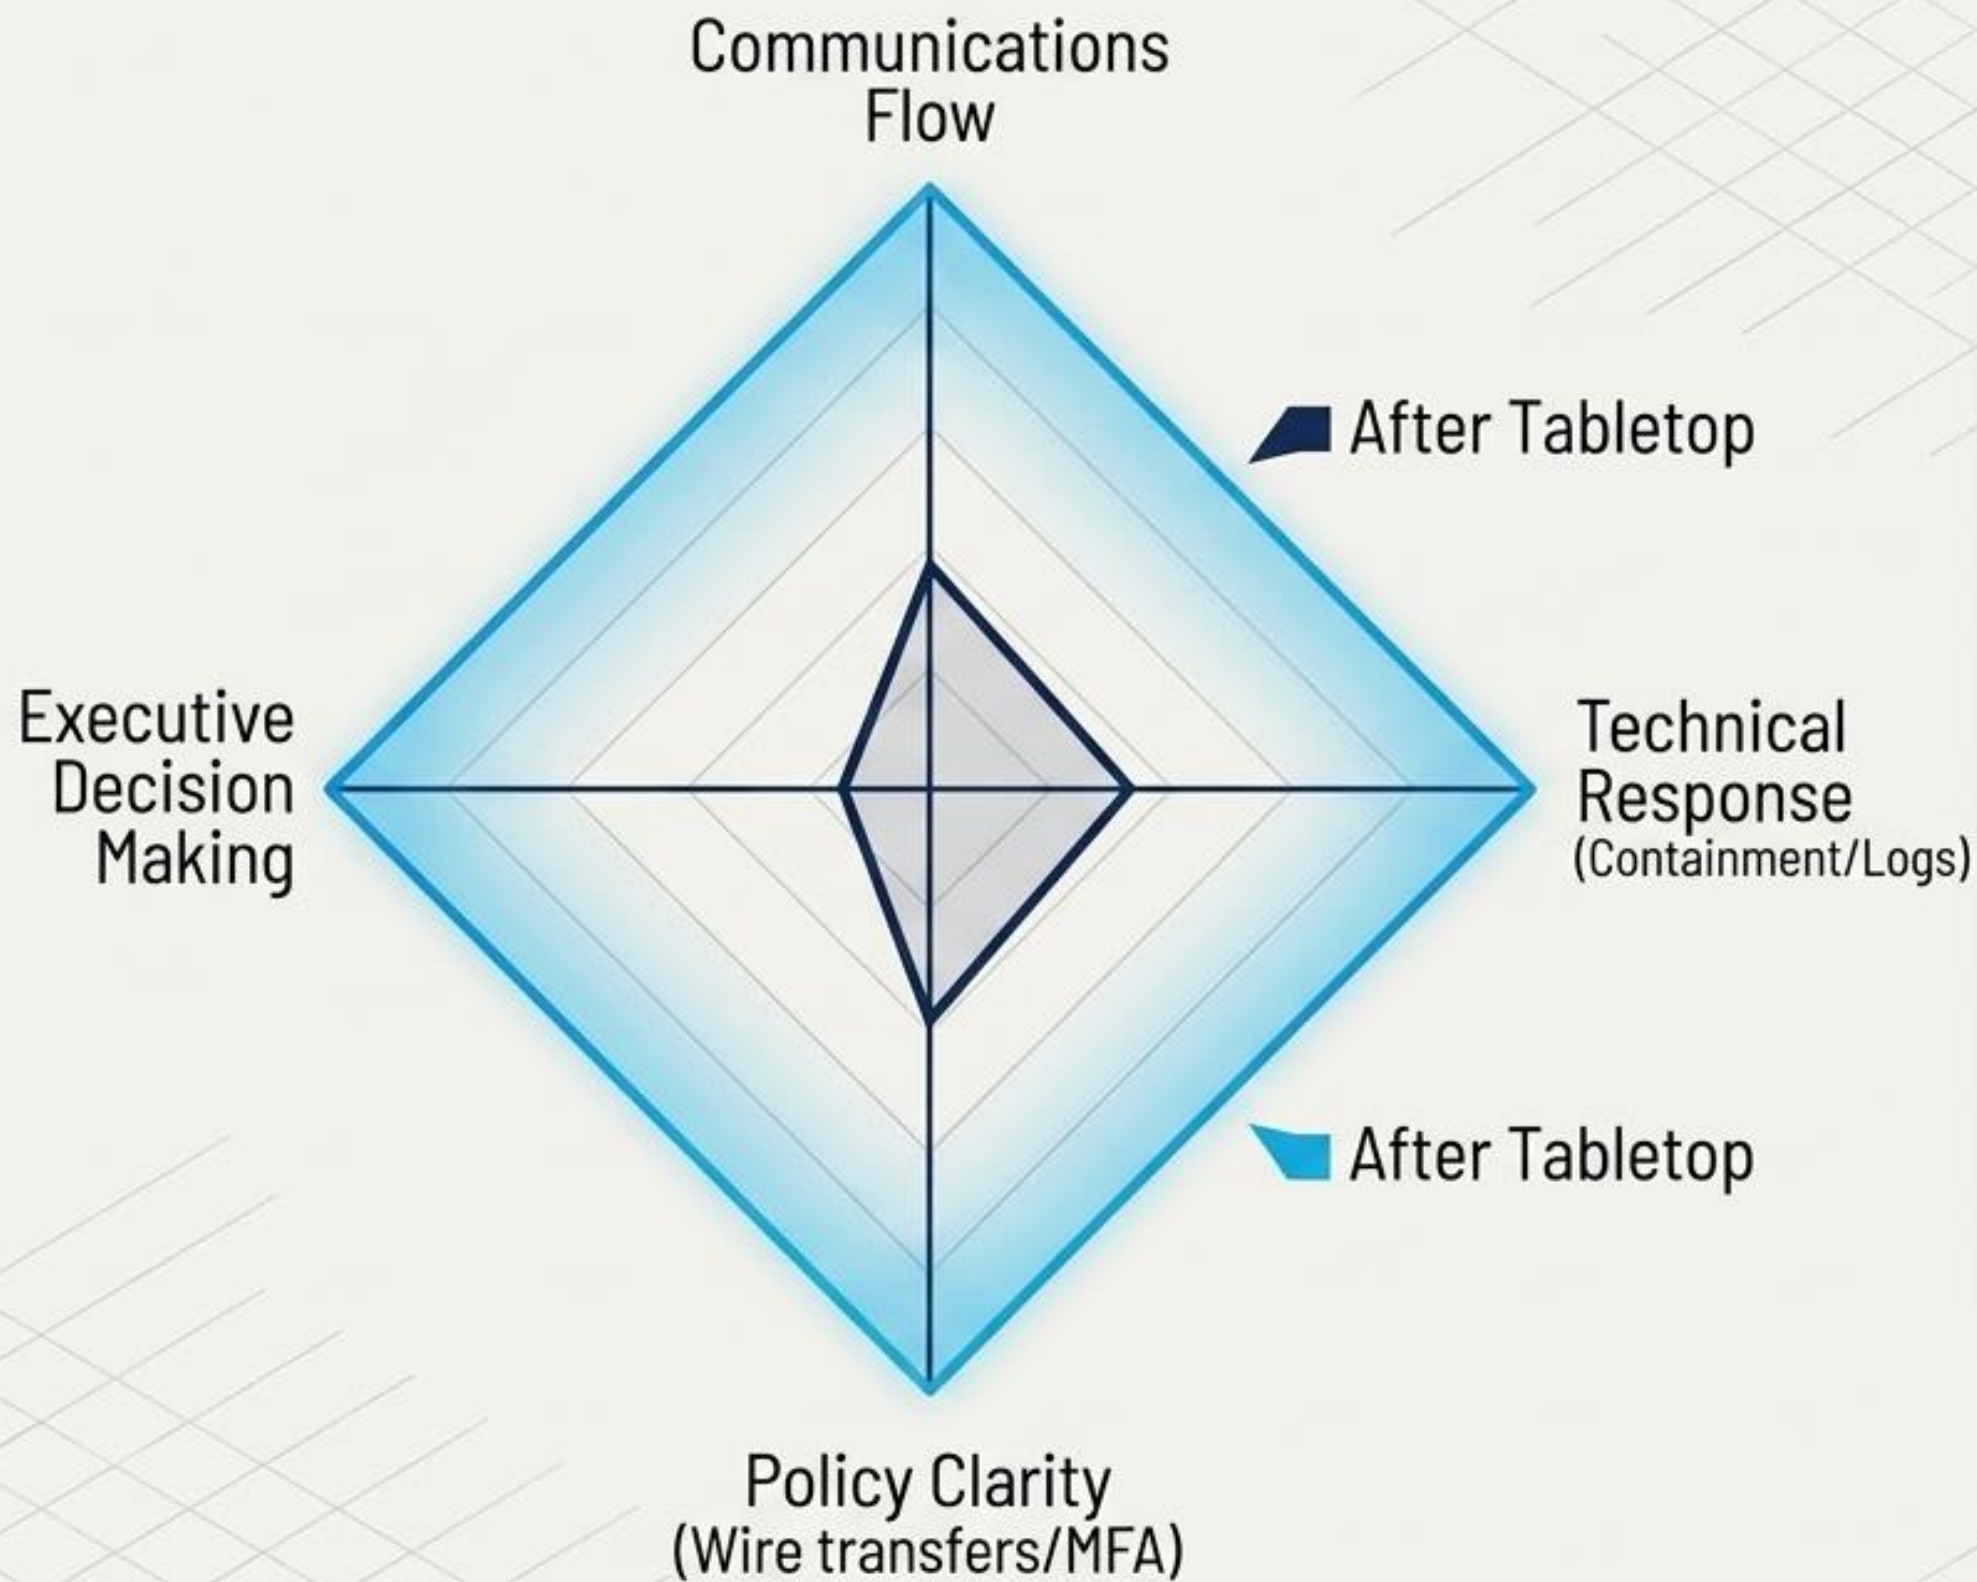 Communications
Flow
After Tabletop
Executive
Decision
Making
Technical
Response
(Containment/Logs)
After Tabletop
Policy Clarity
(Wire transfers/MFA)